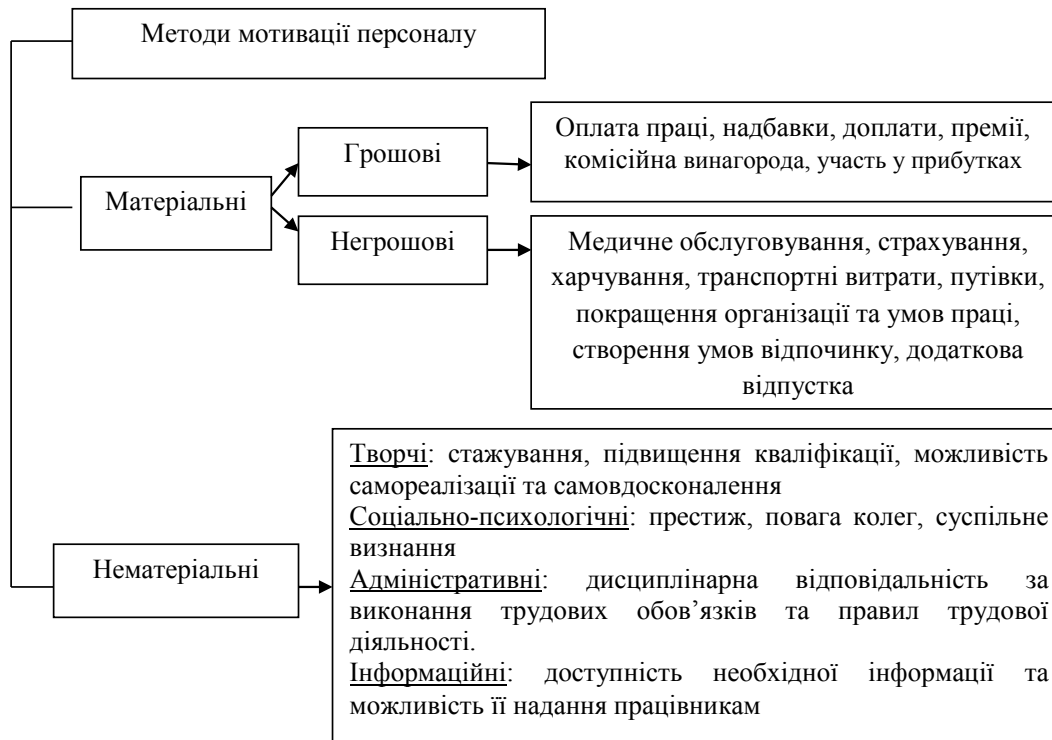 Методи мотивації персоналу
Грошові
Оплата праці, надбавки, доплати, премії,
комісійна винагорода, участь у прибутках
Матеріальні
Негрошові
Медичне обслуговування, страхування,
харчування, транспортні витрати, путівки,
покращення організації та умов праці,
створення умов відпочинку, додаткова
відпустка
Нематеріальні
Творчі: стажування, підвищення кваліфікації, можливість
самореалізації та самовдосконалення
Соціально-психологічні: престиж, повага колег, суспільне
визнання
Адміністративні: дисциплінарна відповідальність за
виконання трудових обов’язків та правил трудової
діяльності.
Інформаційні: доступність необхідної інформації та
можливість її надання працівникам